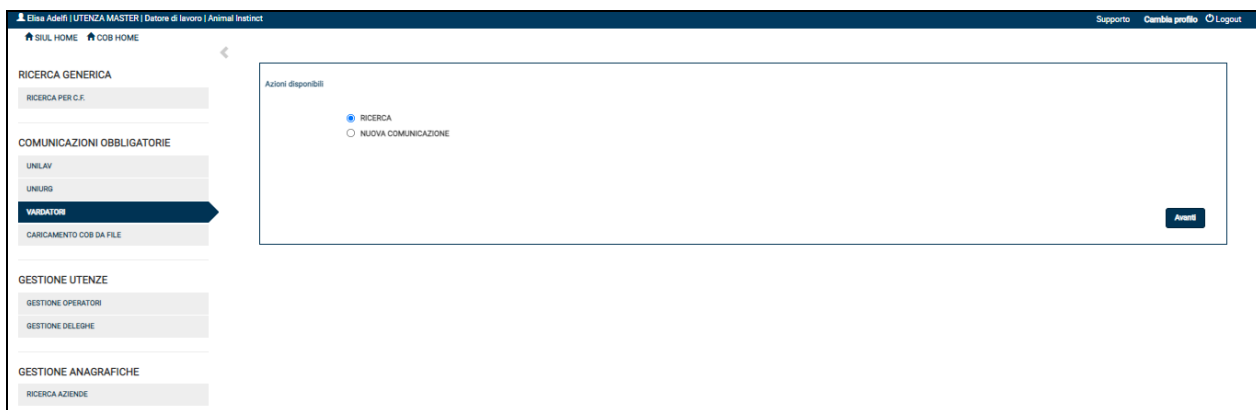 Elisa Adelfi | UTENZA MASTER | Datore di lavoro | Animal Instinct
Supporto Cambia profilo Logout
SIUL HOME COB HOME
RICERCA GENERICA
RICERCA PER C.F.
COMUNICAZIONI OBBLIGATORIE
UNILAV
UNIURG
VARDATORI
CARICAMENTO COB DA FILE
GESTIONE UTENZE
GESTIONE OPERATORI
GESTIONE DELEGHE
GESTIONE ANAGRAFICHE
RICERCA AZIENDE
Azioni disponibili
RICERCA
NUOVA COMUNICAZIONE
Avanti